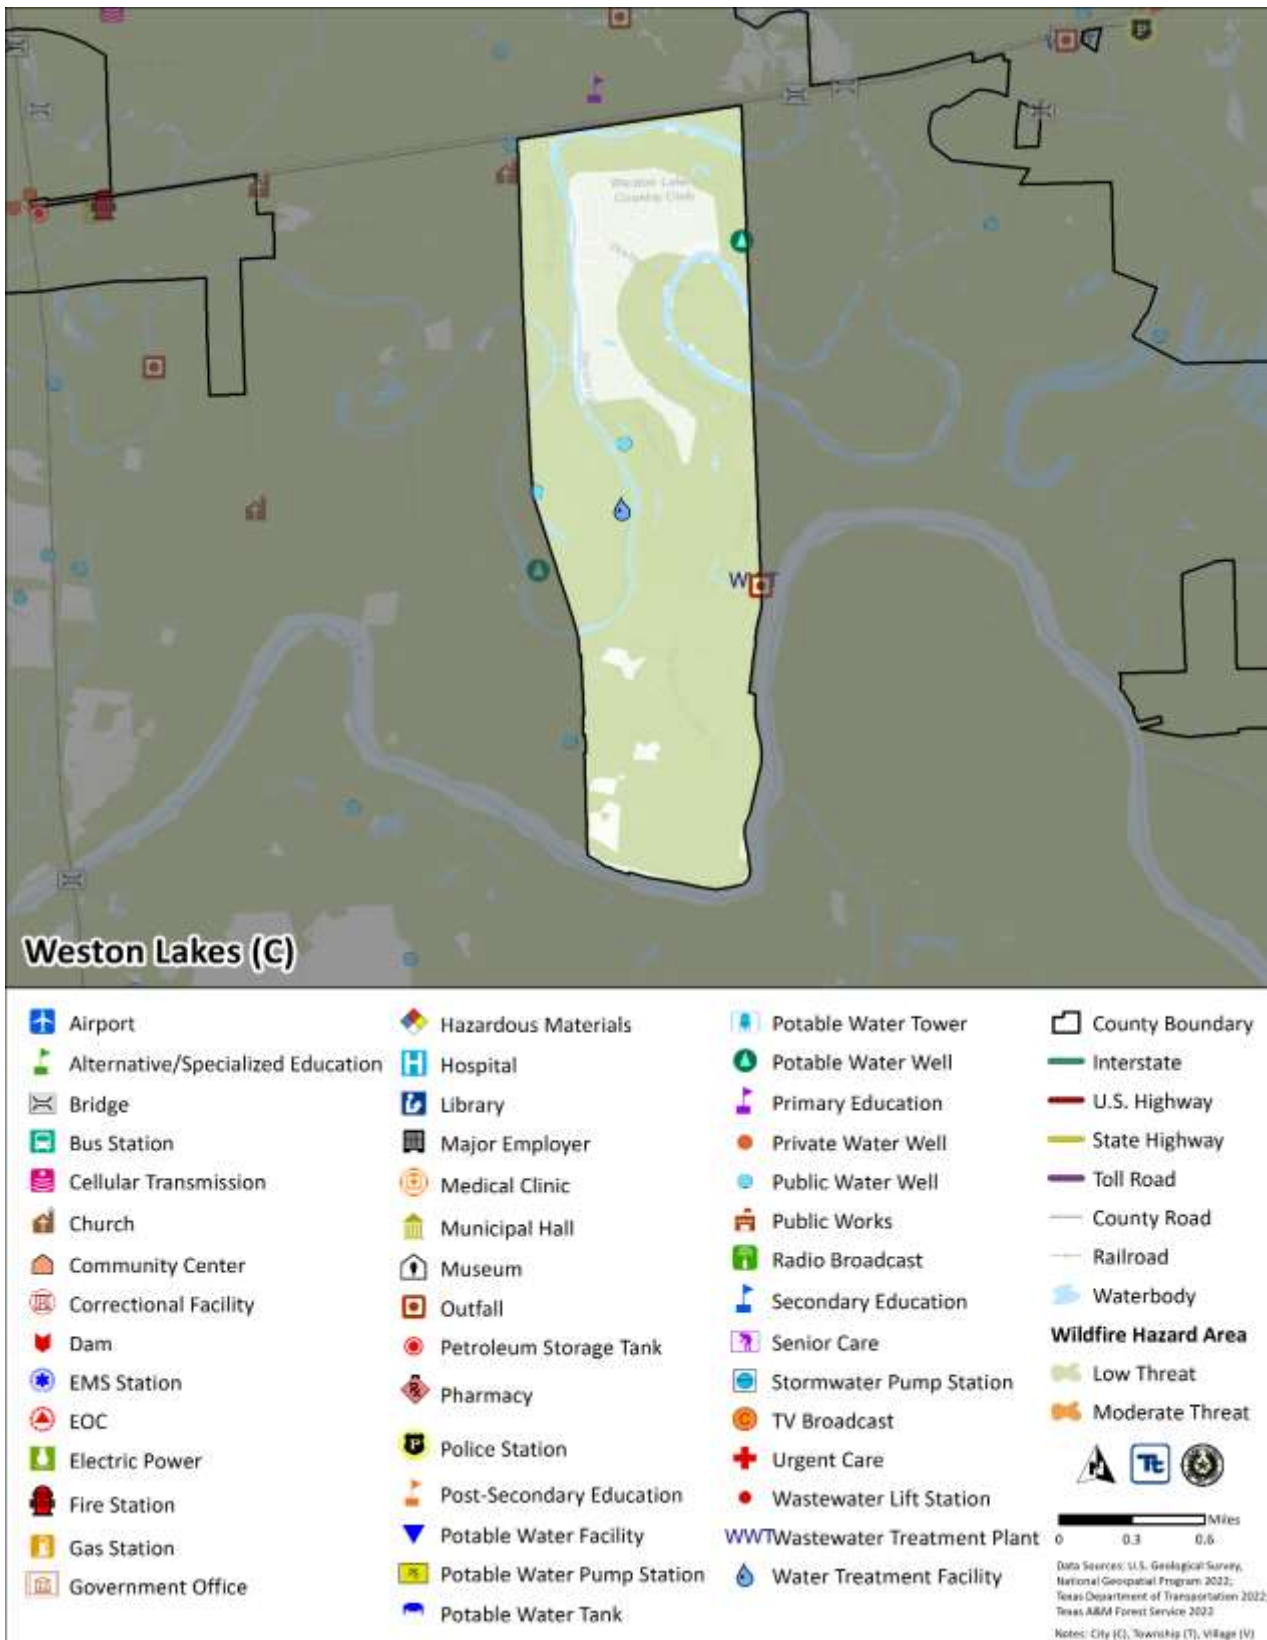 Weston Lakes
Country Club
WWT
Weston Lakes (C)
Airport
Alternative/Specialized Education
Bridge
Bus Station
Cellular Transmission
Church
Community Center
Correctional Facility
Dam
EMS Station
EOC
Electric Power
Fire Station
Gas Station
Government Office
Hazardous Materials
Hospital
Library
Major Employer
Medical Clinic
Municipal Hall
Museum
Outfall
Petroleum Storage Tank
Pharmacy
Police Station
Post-Secondary Education
Potable Water Facility
Potable Water Pump Station
Potable Water Tank
Potable Water Tower
Potable Water Well
Primary Education
Private Water Well
Public Water Well
Public Works
Radio Broadcast
Secondary Education
Senior Care
Stormwater Pump Station
TV Broadcast
Urgent Care
Wastewater Lift Station
WWT Wastewater Treatment Plant
Water Treatment Facility
County Boundary
Interstate
U.S. Highway
State Highway
Toll Road
County Road
Railroad
Waterbody
Wildfire Hazard Area
Low Threat
Moderate Threat
Miles
0 0.3 0.6
Data Sources: U.S. Geological Survey,
National Geospatial Program 2022;
Texas Department of Transportation 2022;
Texas A&M Forest Service 2022
Notes: City (C), Township (T), Village (V)